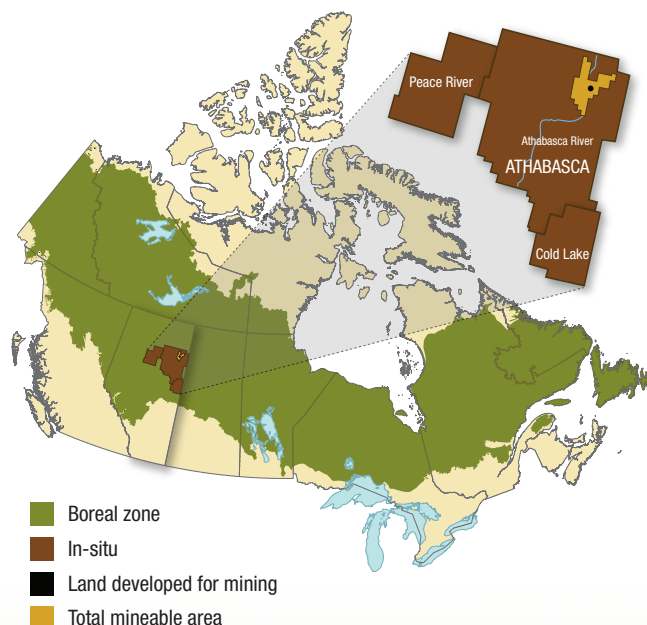 Peace River
Athabasca River
ATHABASCA
Cold Lake
Boreal zone
In-situ
Land developed for mining
Total mineable area